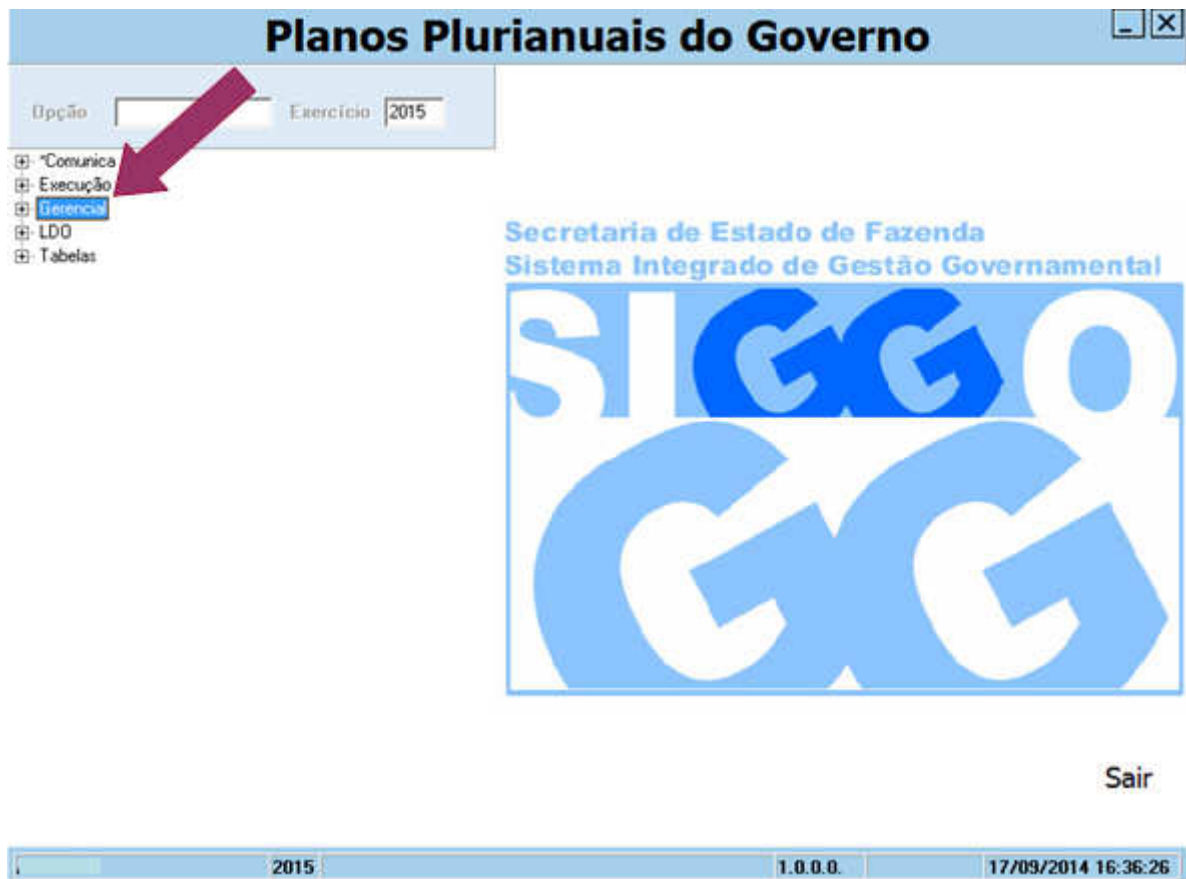 Planos Plurianuais do Governo
Opção Exercício 2015
*Comunica
Execução
Gerencial
LDO
Tabelas
Secretaria de Estado de Fazenda
Sistema Integrado de Gestão Governamental
SIGGO
GG
Sair
2015 1.0.0.0. 17/09/2014 16:36:26